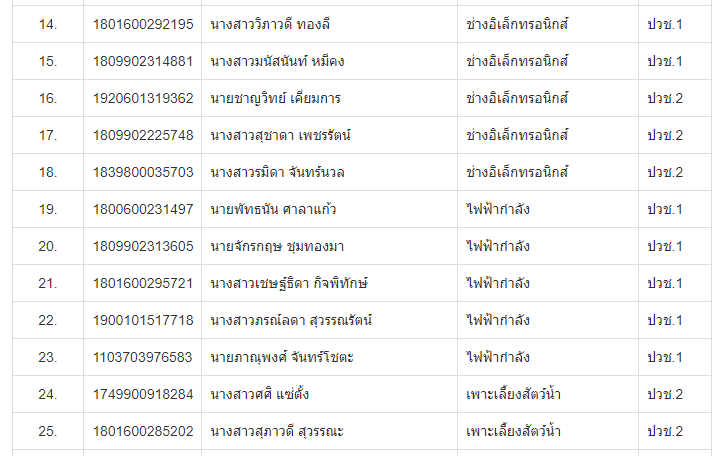 14. 1801600292195 นางสาววิภาวดี ทองลี ช่างอิเล็กทรอนิกส์ ปวช.1
15. 1809902314881 นางสาวมนัสนันท์ หมีคง ช่างอิเล็กทรอนิกส์ ปวช.1
16. 1920601319362 นายชาญวิทย์ เคี่ยมการ ช่างอิเล็กทรอนิกส์ ปวช.2
17. 1809902225748 นางสาวสุชาดา เพชรรัตน์ ช่างอิเล็กทรอนิกส์ ปวช.2
18. 1839800035703 นางสาวรมิดา จันทร์นวล ช่างอิเล็กทรอนิกส์ ปวช.2
19. 1800600231497 นายพัทธนัน ศาลาแก้ว ไฟฟ้ากำลัง ปวช.1
20. 1809902313605 นายจักรกฤษ ชุมทองมา ไฟฟ้ากำลัง ปวช.1
21. 1801600295721 นางสาวเชษฐ์ธิดา กิจพิทักษ์ ไฟฟ้ากำลัง ปวช.1
22. 1900101517718 นางสาวภรณ์ลดา สุวรรณรัตน์ ไฟฟ้ากำลัง ปวช.1
23. 1103703976583 นายภาณุพงศ์ จันทร์โชตะ ไฟฟ้ากำลัง ปวช.1
24. 1749900918284 นางสาวศศิ แซ่ตั้ง เพาะเลี้ยงสัตว์น้ำ ปวช.2
25. 1801600285202 นางสาวสุภาวดี สุวรรณะ เพาะเลี้ยงสัตว์น้ำ ปวช.2